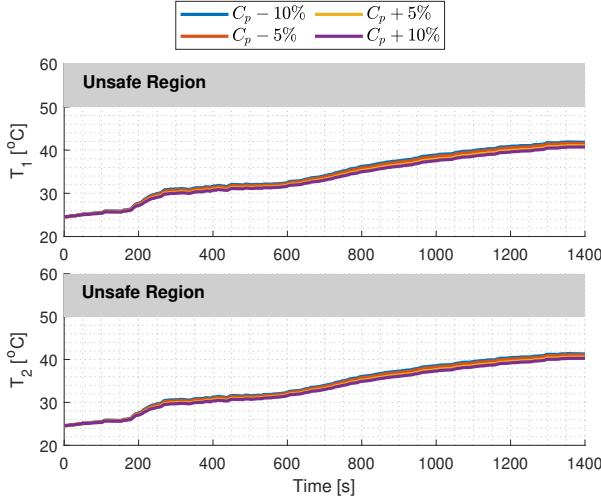 C_p − 10% C_p + 5%
C_p − 5% C_p + 10%
60
Unsafe Region
50
40
30
20
T_1 [°C]
0 200 400 600 800 1000 1200 1400
60
Unsafe Region
50
40
30
20
T_2 [°C]
0 200 400 600 800 1000 1200 1400
Time [s]